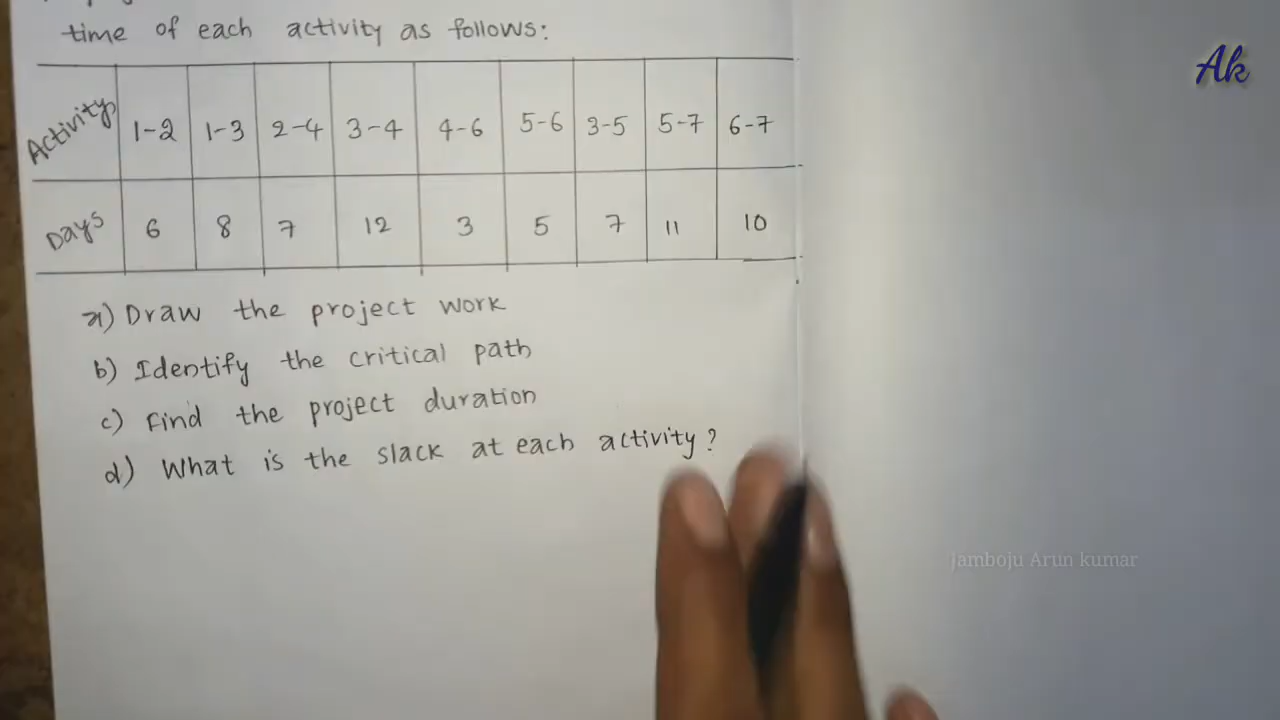 time of each activity as follows:
Activity 1-2 1-3 2-4 3-4 4-6 5-6 3-5 5-7 6-7
Days 6 8 7 12 3 5 7 11 10
a) Draw the project work
b) Identify the critical path
c) Find the project duration
d) What is the slack at each activity?
Ak
Jamboju Arun kumar